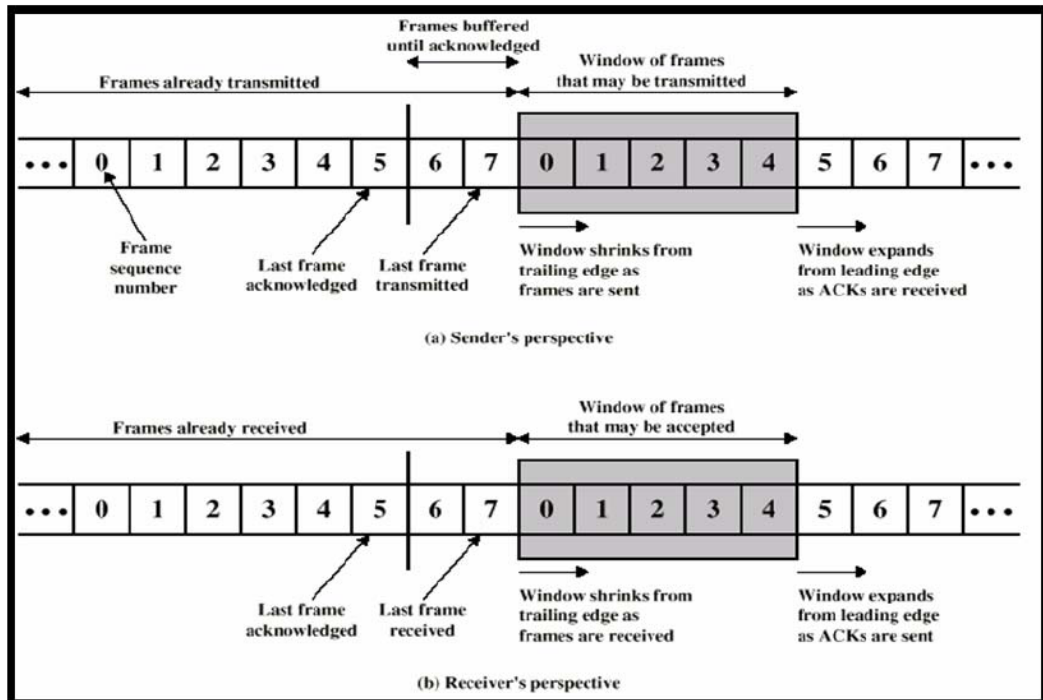 Frames buffered
until acknowledged
Window of frames
that may be transmitted
Frames already transmitted
••• 0 1 2 3 4 5 6 7 0 1 2 3 4 5 6 7 •••
Frame
sequence
number
Last frame
acknowledged
Last frame
transmitted
Window shrinks from
trailing edge as
frames are sent
Window expands
from leading edge
as ACKs are received
(a) Sender's perspective
Window of frames
that may be accepted
Frames already received
••• 0 1 2 3 4 5 6 7 0 1 2 3 4 5 6 7 •••
Last frame
acknowledged
Last frame
received
Window shrinks from
trailing edge as
frames are received
Window expands
from leading edge
as ACKs are sent
(b) Receiver's perspective